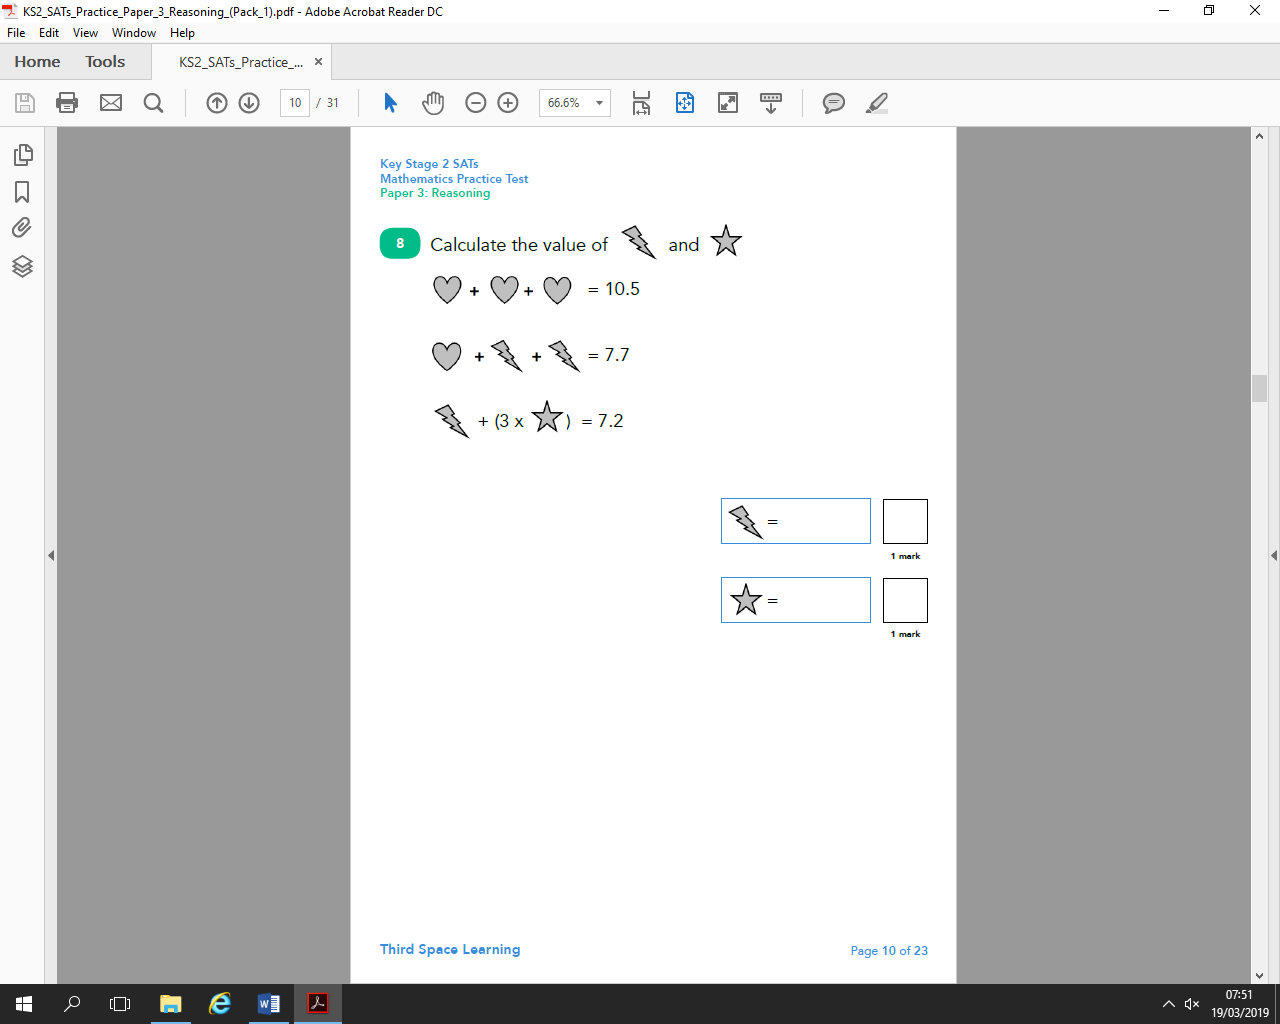 KS2_SATs_Practice_Paper_3_Reasoning_(Pack_1).pdf - Adobe Acrobat Reader DC
File Edit View Window Help
Home Tools KS2_SATs_Practice_... ×
10 / 31 66.6%
Key Stage 2 SATs
Mathematics Practice Test
Paper 3: Reasoning
8 Calculate the value of and
+ + = 10.5
+ + = 7.7
+ (3 x ) = 7.2
=
1 mark
=
1 mark
Third Space Learning Page 10 of 23
07:51
19/03/2019